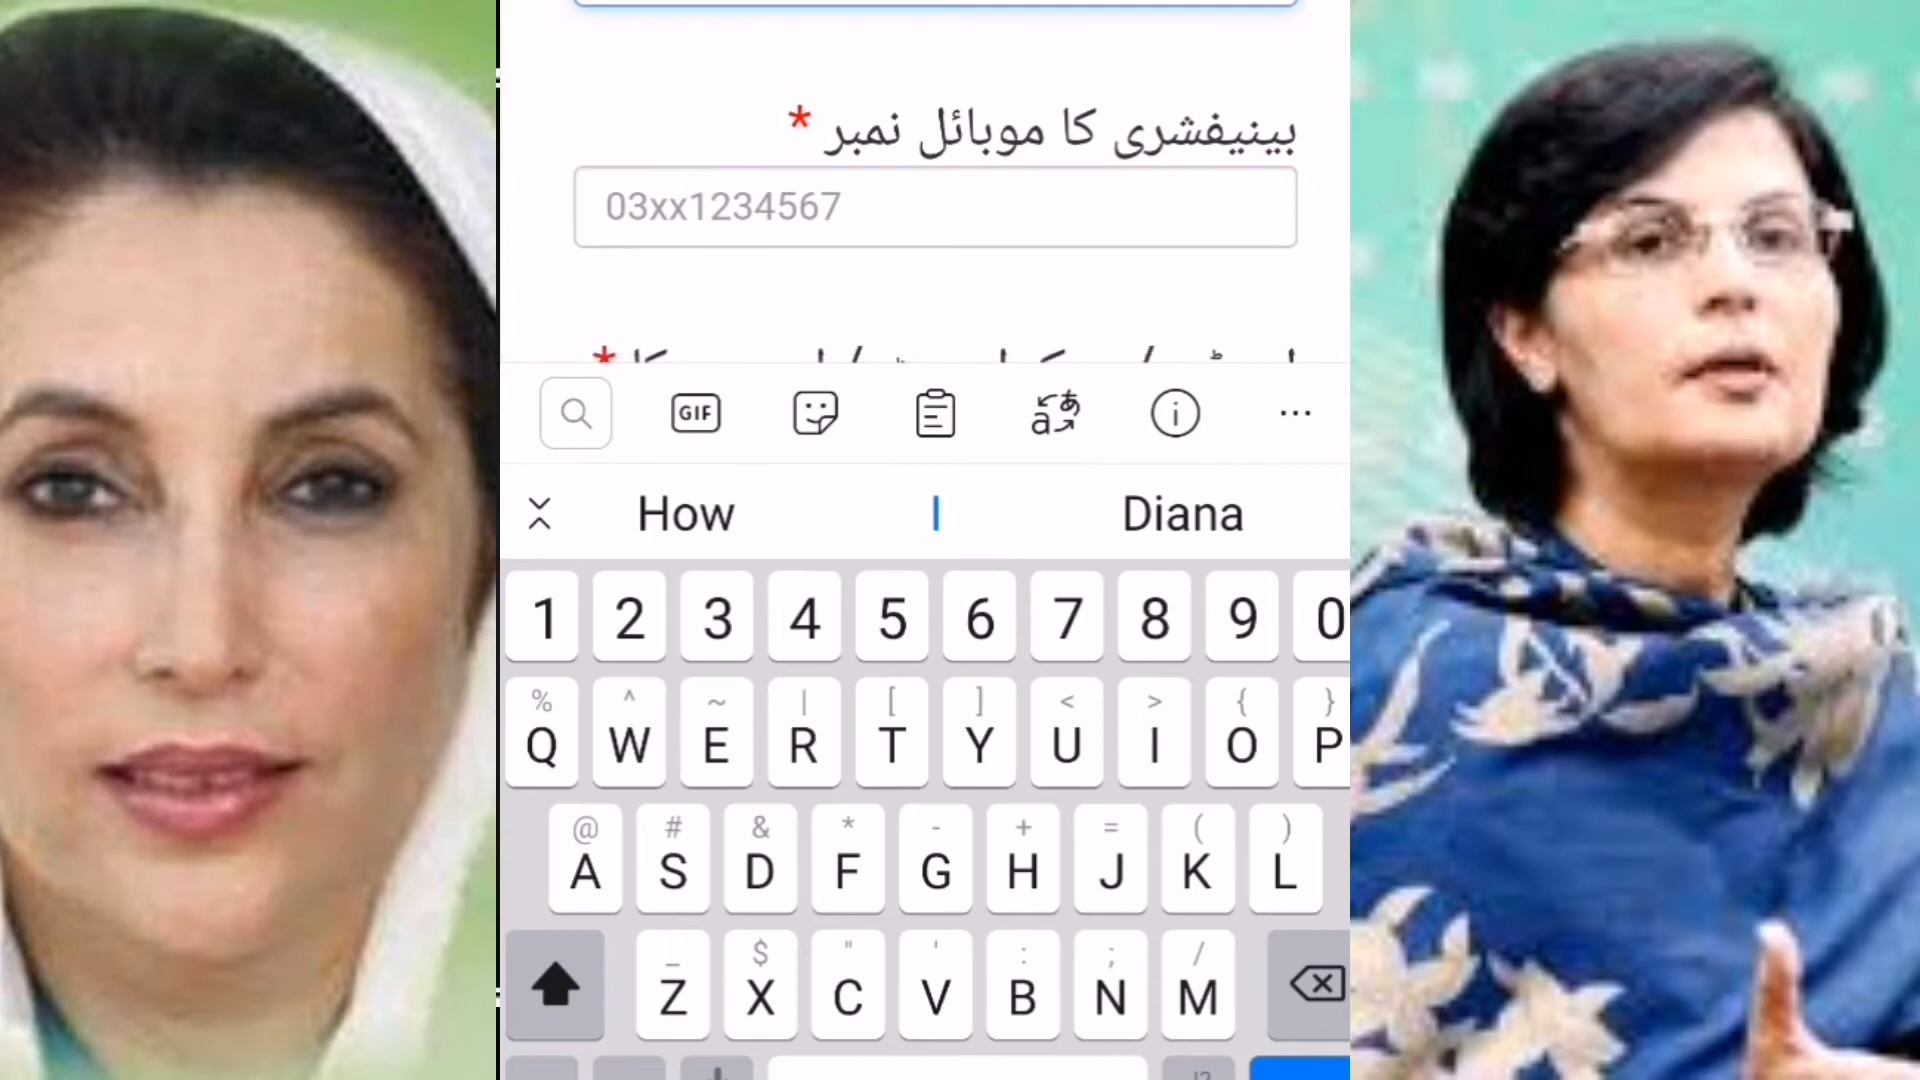 بینیفشری کا موبائل نمبر *
03xx1234567
GIF
How I Diana
1 2 3 4 5 6 7 8 9 0
% ^ ~ | [ ] < > { }
Q W E R T Y U I O P
@ # & * - + = ( )
A S D F G H J K L
_ $ " ' : ; /
Z X C V B N M